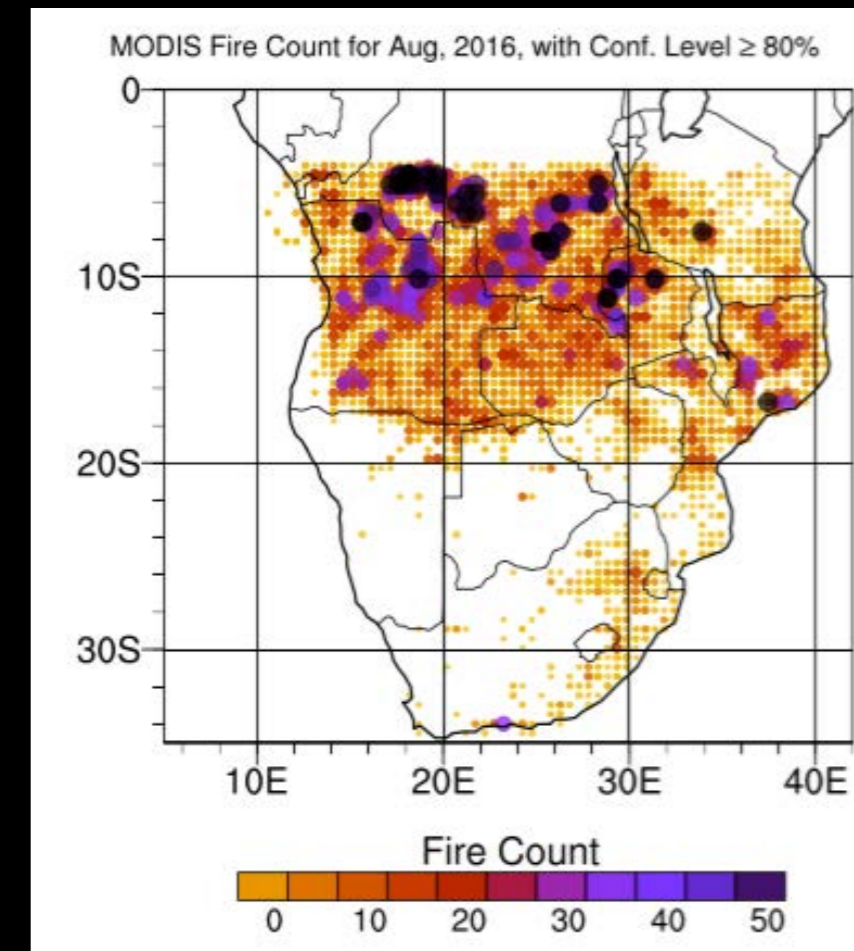 MODIS Fire Count for Aug, 2016, with Conf. Level ≥ 80%
0
10S
20S
30S
10E 20E 30E 40E
Fire Count
0 10 20 30 40 50